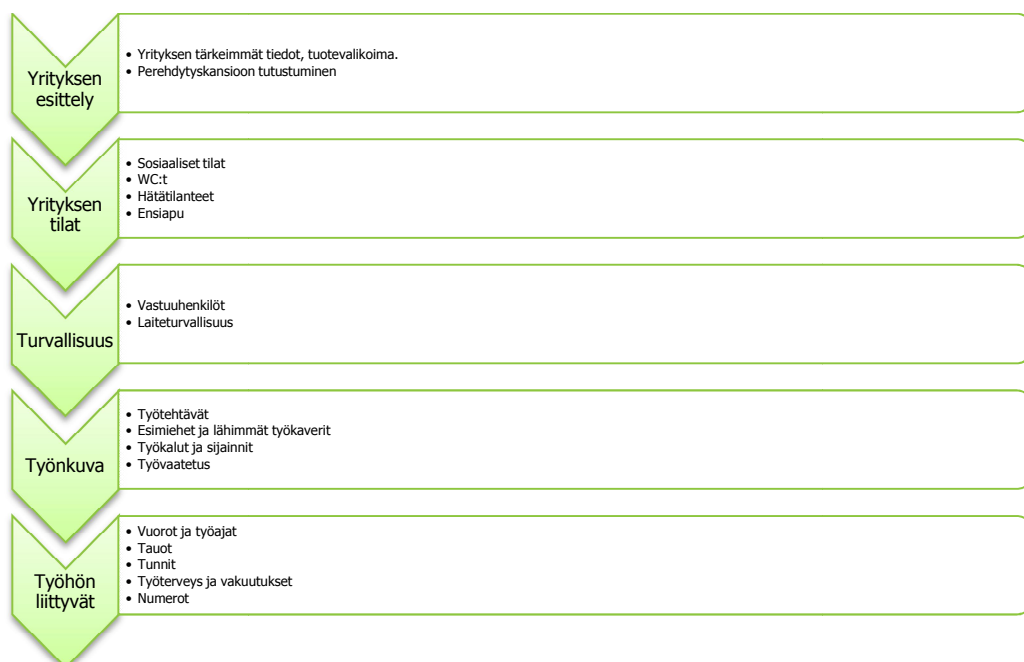 Yrityksen
esittely
• Yrityksen tärkeimmät tiedot, tuotevalikoima.
• Perehdytyskansioon tutustuminen
Yrityksen
tilat
• Sosiaaliset tilat
• WC:t
• Hätätilanteet
• Ensiapu
Turvallisuus
• Vastuuhenkilöt
• Laiteturvallisuus
Työnkuva
• Työtehtävät
• Esimiehet ja lähimmät työkaverit
• Työkalut ja sijainnit
• Työvaatetus
Työhön
liittyvät
• Vuorot ja työajat
• Tauot
• Tunnit
• Työterveys ja vakuutukset
• Numerot